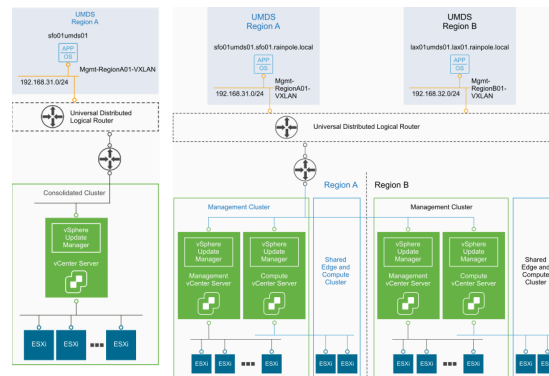 UMDS
Region A
sfo01umds01
APP
OS
Mgmt-RegionA01-VXLAN
192.168.31.0/24
Universal Distributed
Logical Router
Consolidated Cluster
vSphere
Update
Manager
vCenter Server
ESXi
ESXi
ESXi
UMDS
Region A
sfo01umds01.sfo01.rainpole.local
APP
OS
Mgmt-
RegionA01-
VXLAN
192.168.31.0/24
UMDS
Region B
lax01umds01.lax01.rainpole.local
APP
OS
Mgmt-
RegionB01-
VXLAN
192.168.32.0/24
Universal Distributed Logical Router
Region A
Region B
Management Cluster
vSphere
Update
Manager
Management
vCenter Server
vSphere
Update
Manager
Compute
vCenter Server
Shared
Edge and
Compute
Cluster
ESXi
ESXi
ESXi
ESXi
ESXi
Management Cluster
vSphere
Update
Manager
Management
vCenter Server
vSphere
Update
Manager
Compute
vCenter Server
Shared
Edge and
Compute
Cluster
ESXi
ESXi
ESXi
ESXi